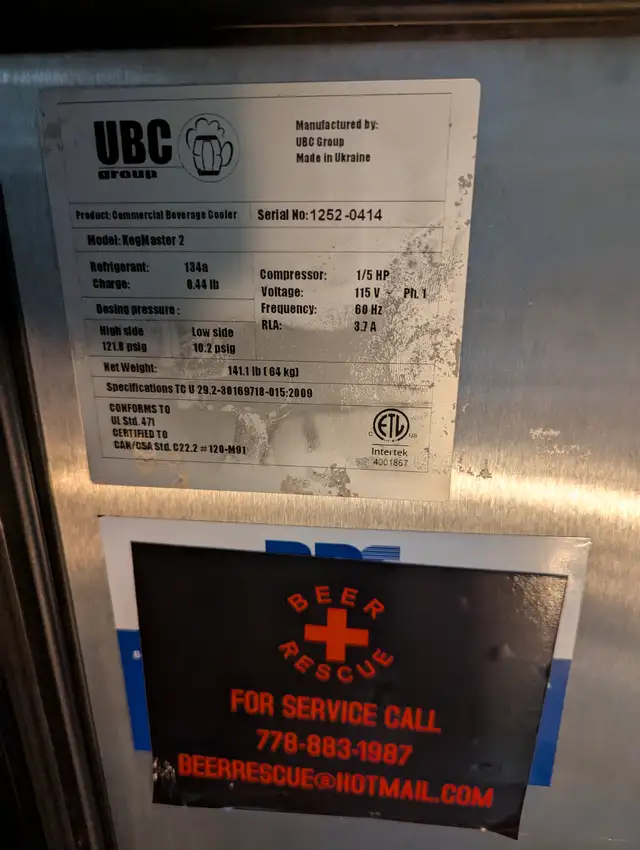 UBC
group
Manufactured by:
UBC Group
Made in Ukraine
Product: Commercial Beverage Cooler
Serial No: 1252-0414
Model: KegMaster 2
Refrigerant: 134a
Charge: 0.44 lb
Compressor: 1/5 HP
Voltage: 115 V Ph. 1
Frequency: 60 Hz
RLA: 3.7 A
Desing pressure:
High side Low side
121.8 psig 10.2 psig
Net Weight: 141.1 lb (64 kg)
Specifications TC U 29.2-30169718-015:2009
CONFORMS TO
UL Std. 471
CERTIFIED TO
CAN/CSA Std. C22.2 # 120-M91
ETL
c us
Intertek
4001867
BEER
RESCUE
FOR SERVICE CALL
778-883-1987
BEERRESCUE@HOTMAIL.COM